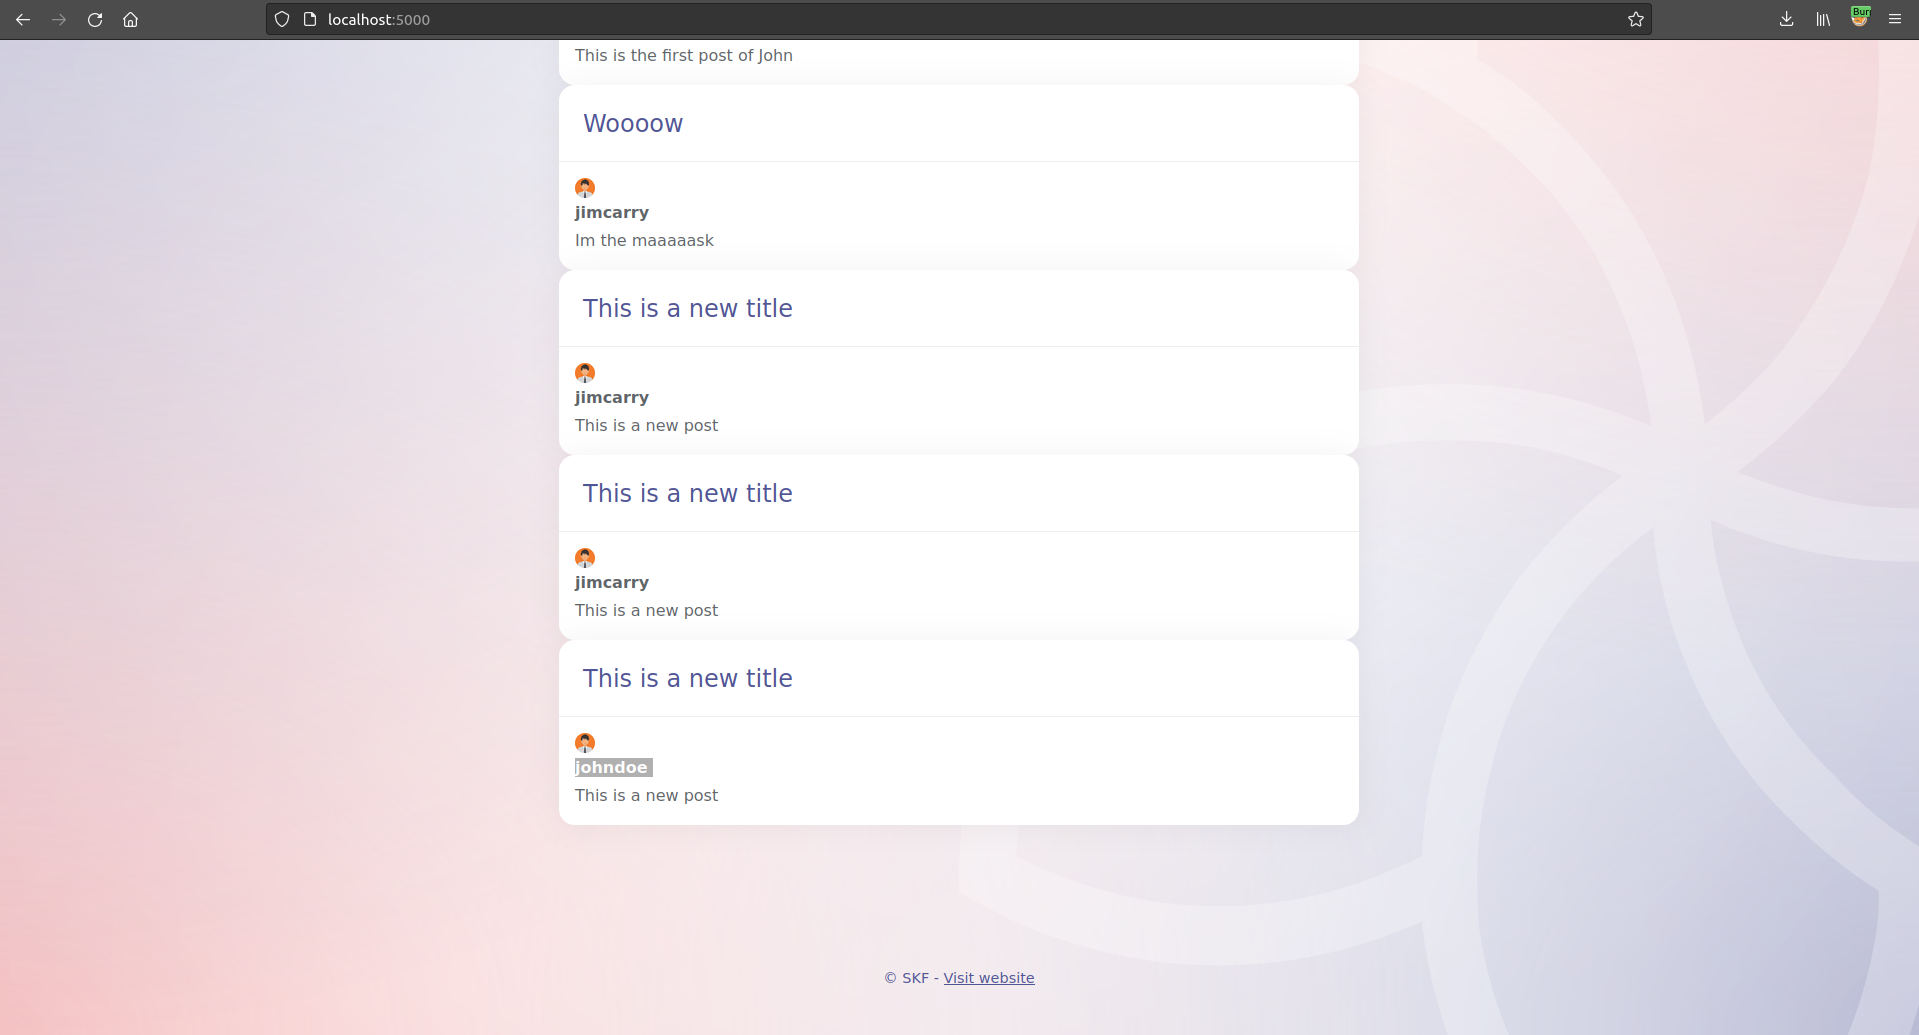 localhost:5000
Bur
This is the first post of John
Woooow
jimcarry
Im the maaaaask
This is a new title
jimcarry
This is a new post
This is a new title
jimcarry
This is a new post
This is a new title
johndoe
This is a new post
© SKF - Visit website